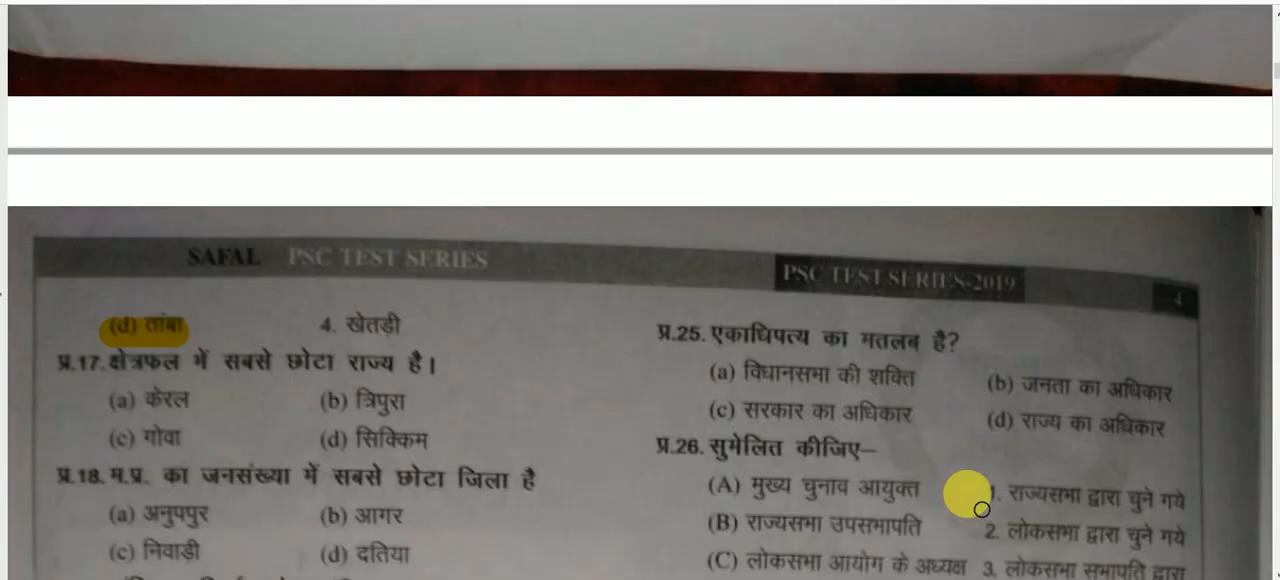 SAFAL PSC TEST SERIES
PSC TEST SERIES-2019 4
(d) तांबा 4. खेतड़ी
प्र.17. क्षेत्रफल में सबसे छोटा राज्य है।
(a) केरल (b) त्रिपुरा
(c) गोवा (d) सिक्किम
प्र.18. म.प्र. का जनसंख्या में सबसे छोटा जिला है
(a) अनुपपुर (b) आगर
(c) निवाड़ी (d) दतिया
प्र.25. एकाधिपत्य का मतलब है?
(a) विधानसभा की शक्ति (b) जनता का अधिकार
(c) सरकार का अधिकार (d) राज्य का अधिकार
प्र.26. सुमेलित कीजिए–
(A) मुख्य चुनाव आयुक्त 1. राज्यसभा द्वारा चुने गये
(B) राज्यसभा उपसभापति 2. लोकसभा द्वारा चुने गये
(C) लोकसभा आयोग के अध्यक्ष 3. लोकसभा सभापति द्वारा